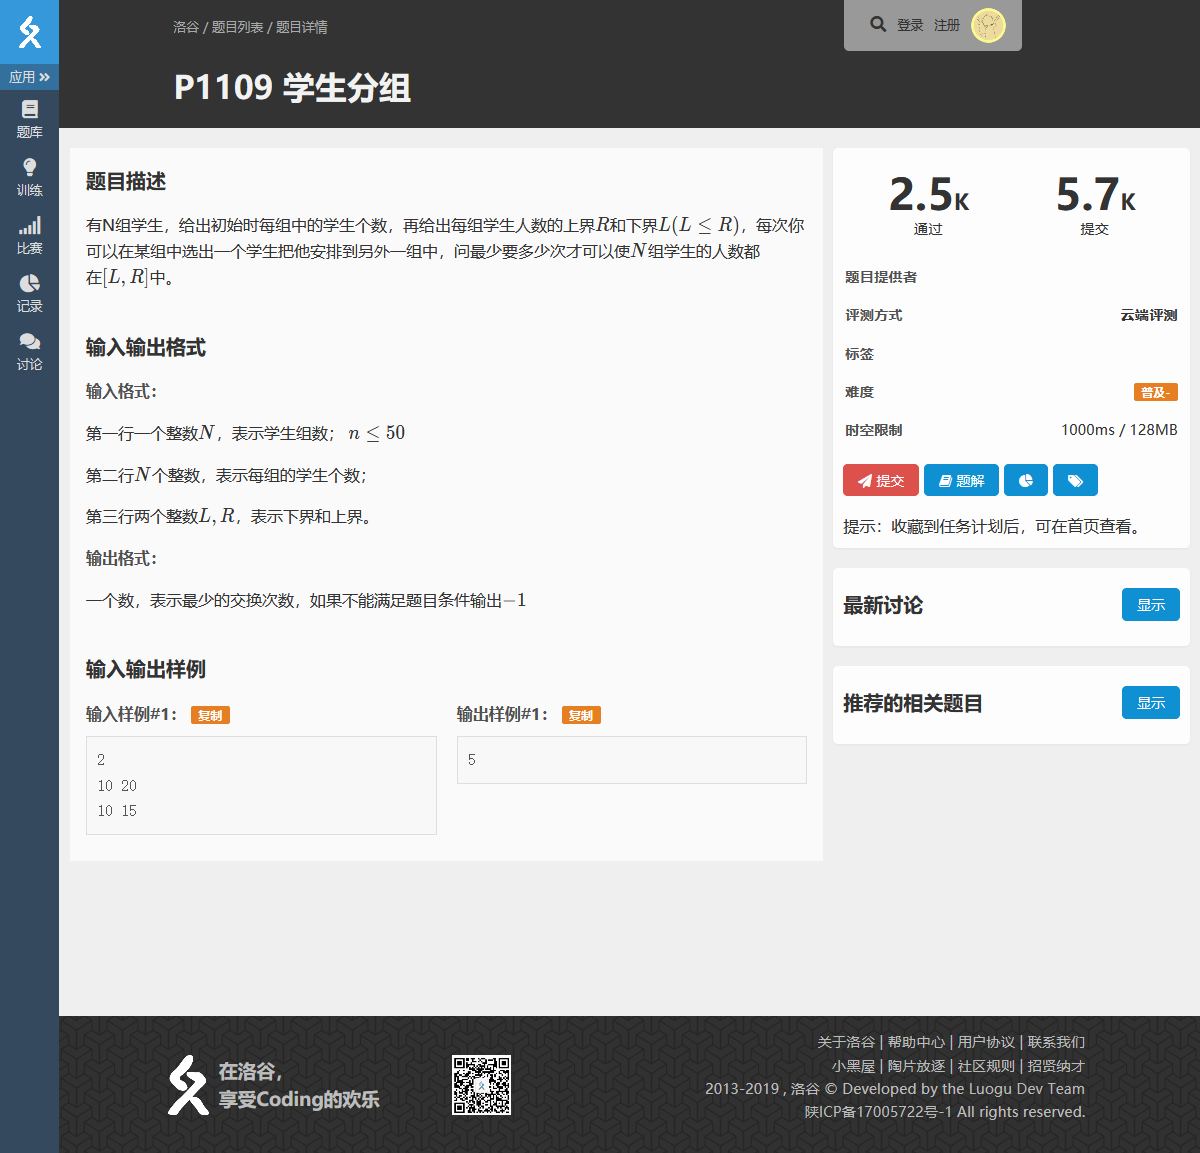 洛谷 / 题目列表 / 题目详情
登录 注册
P1109 学生分组
应用
题库
训练
比赛
记录
讨论
题目描述
有N组学生，给出初始时每组中的学生个数，再给出每组学生人数的上界R和下界L(L ≤ R)，每次你
可以在某组中选出一个学生把他安排到另外一组中，问最少要多少次才可以使N组学生的人数都
在[L, R]中。
输入输出格式
输入格式：
第一行一个整数N，表示学生组数； n ≤ 50
第二行N个整数，表示每组的学生个数；
第三行两个整数L, R，表示下界和上界。
输出格式：
一个数，表示最少的交换次数，如果不能满足题目条件输出−1
输入输出样例
输入样例#1： 复制
2
10 20
10 15
输出样例#1： 复制
5
2.5K 5.7K
通过 提交
题目提供者
评测方式 云端评测
标签
难度 普及-
时空限制 1000ms / 128MB
提交 题解
提示：收藏到任务计划后，可在首页查看。
最新讨论 显示
推荐的相关题目 显示
在洛谷，
享受Coding的欢乐
关于洛谷 | 帮助中心 | 用户协议 | 联系我们
小黑屋 | 陶片放逐 | 社区规则 | 招贤纳才
2013-2019 , 洛谷 © Developed by the Luogu Dev Team
陕ICP备17005722号-1 All rights reserved.